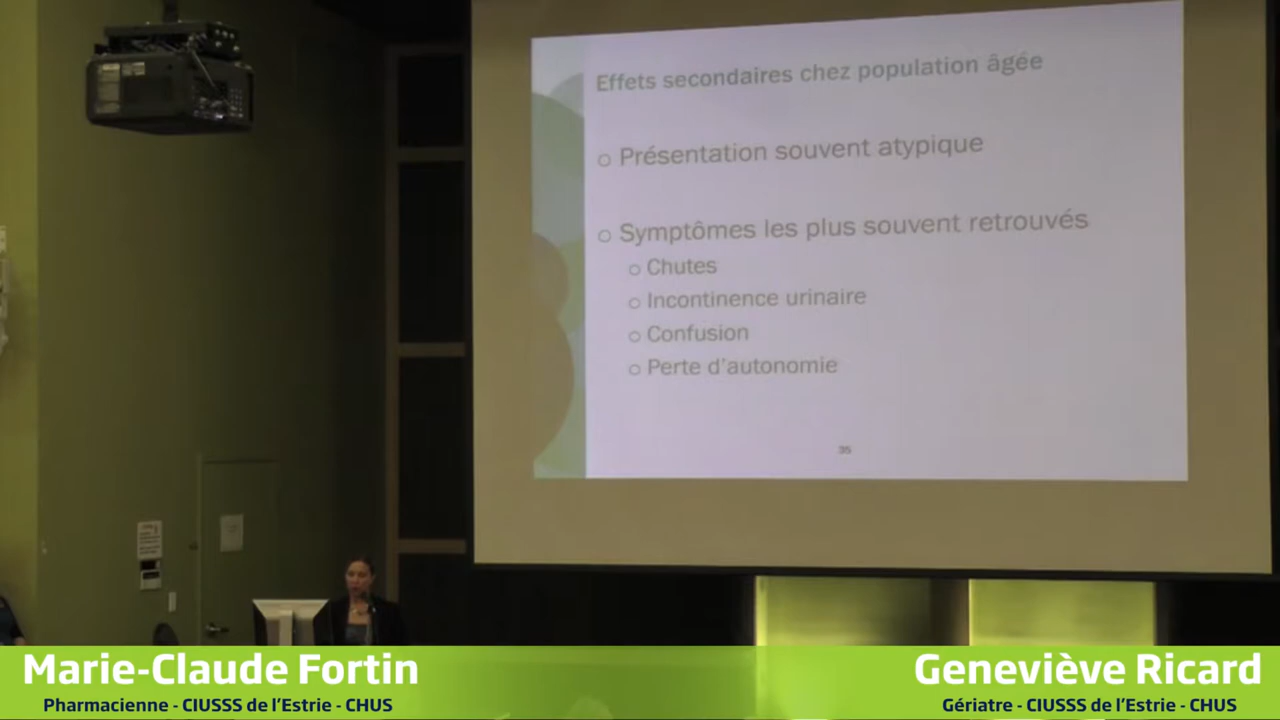 Effets secondaires chez population âgée
o Présentation souvent atypique
o Symptômes les plus souvent retrouvés
o Chutes
o Incontinence urinaire
o Confusion
o Perte d'autonomie
35
Marie-Claude Fortin
Pharmacienne - CIUSSS de l'Estrie - CHUS
Geneviève Ricard
Gériatre - CIUSSS de l'Estrie - CHUS